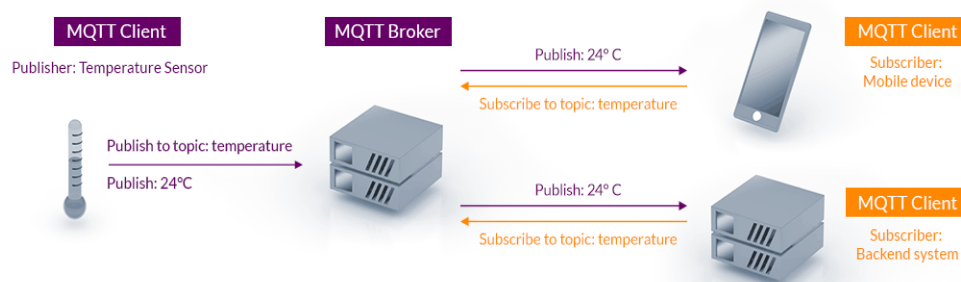 MQTT Client
Publisher: Temperature Sensor
Publish to topic: temperature
Publish: 24°C
MQTT Broker
Publish: 24° C
Subscribe to topic: temperature
MQTT Client
Subscriber:
Mobile device
Publish: 24° C
Subscribe to topic: temperature
MQTT Client
Subscriber:
Backend system